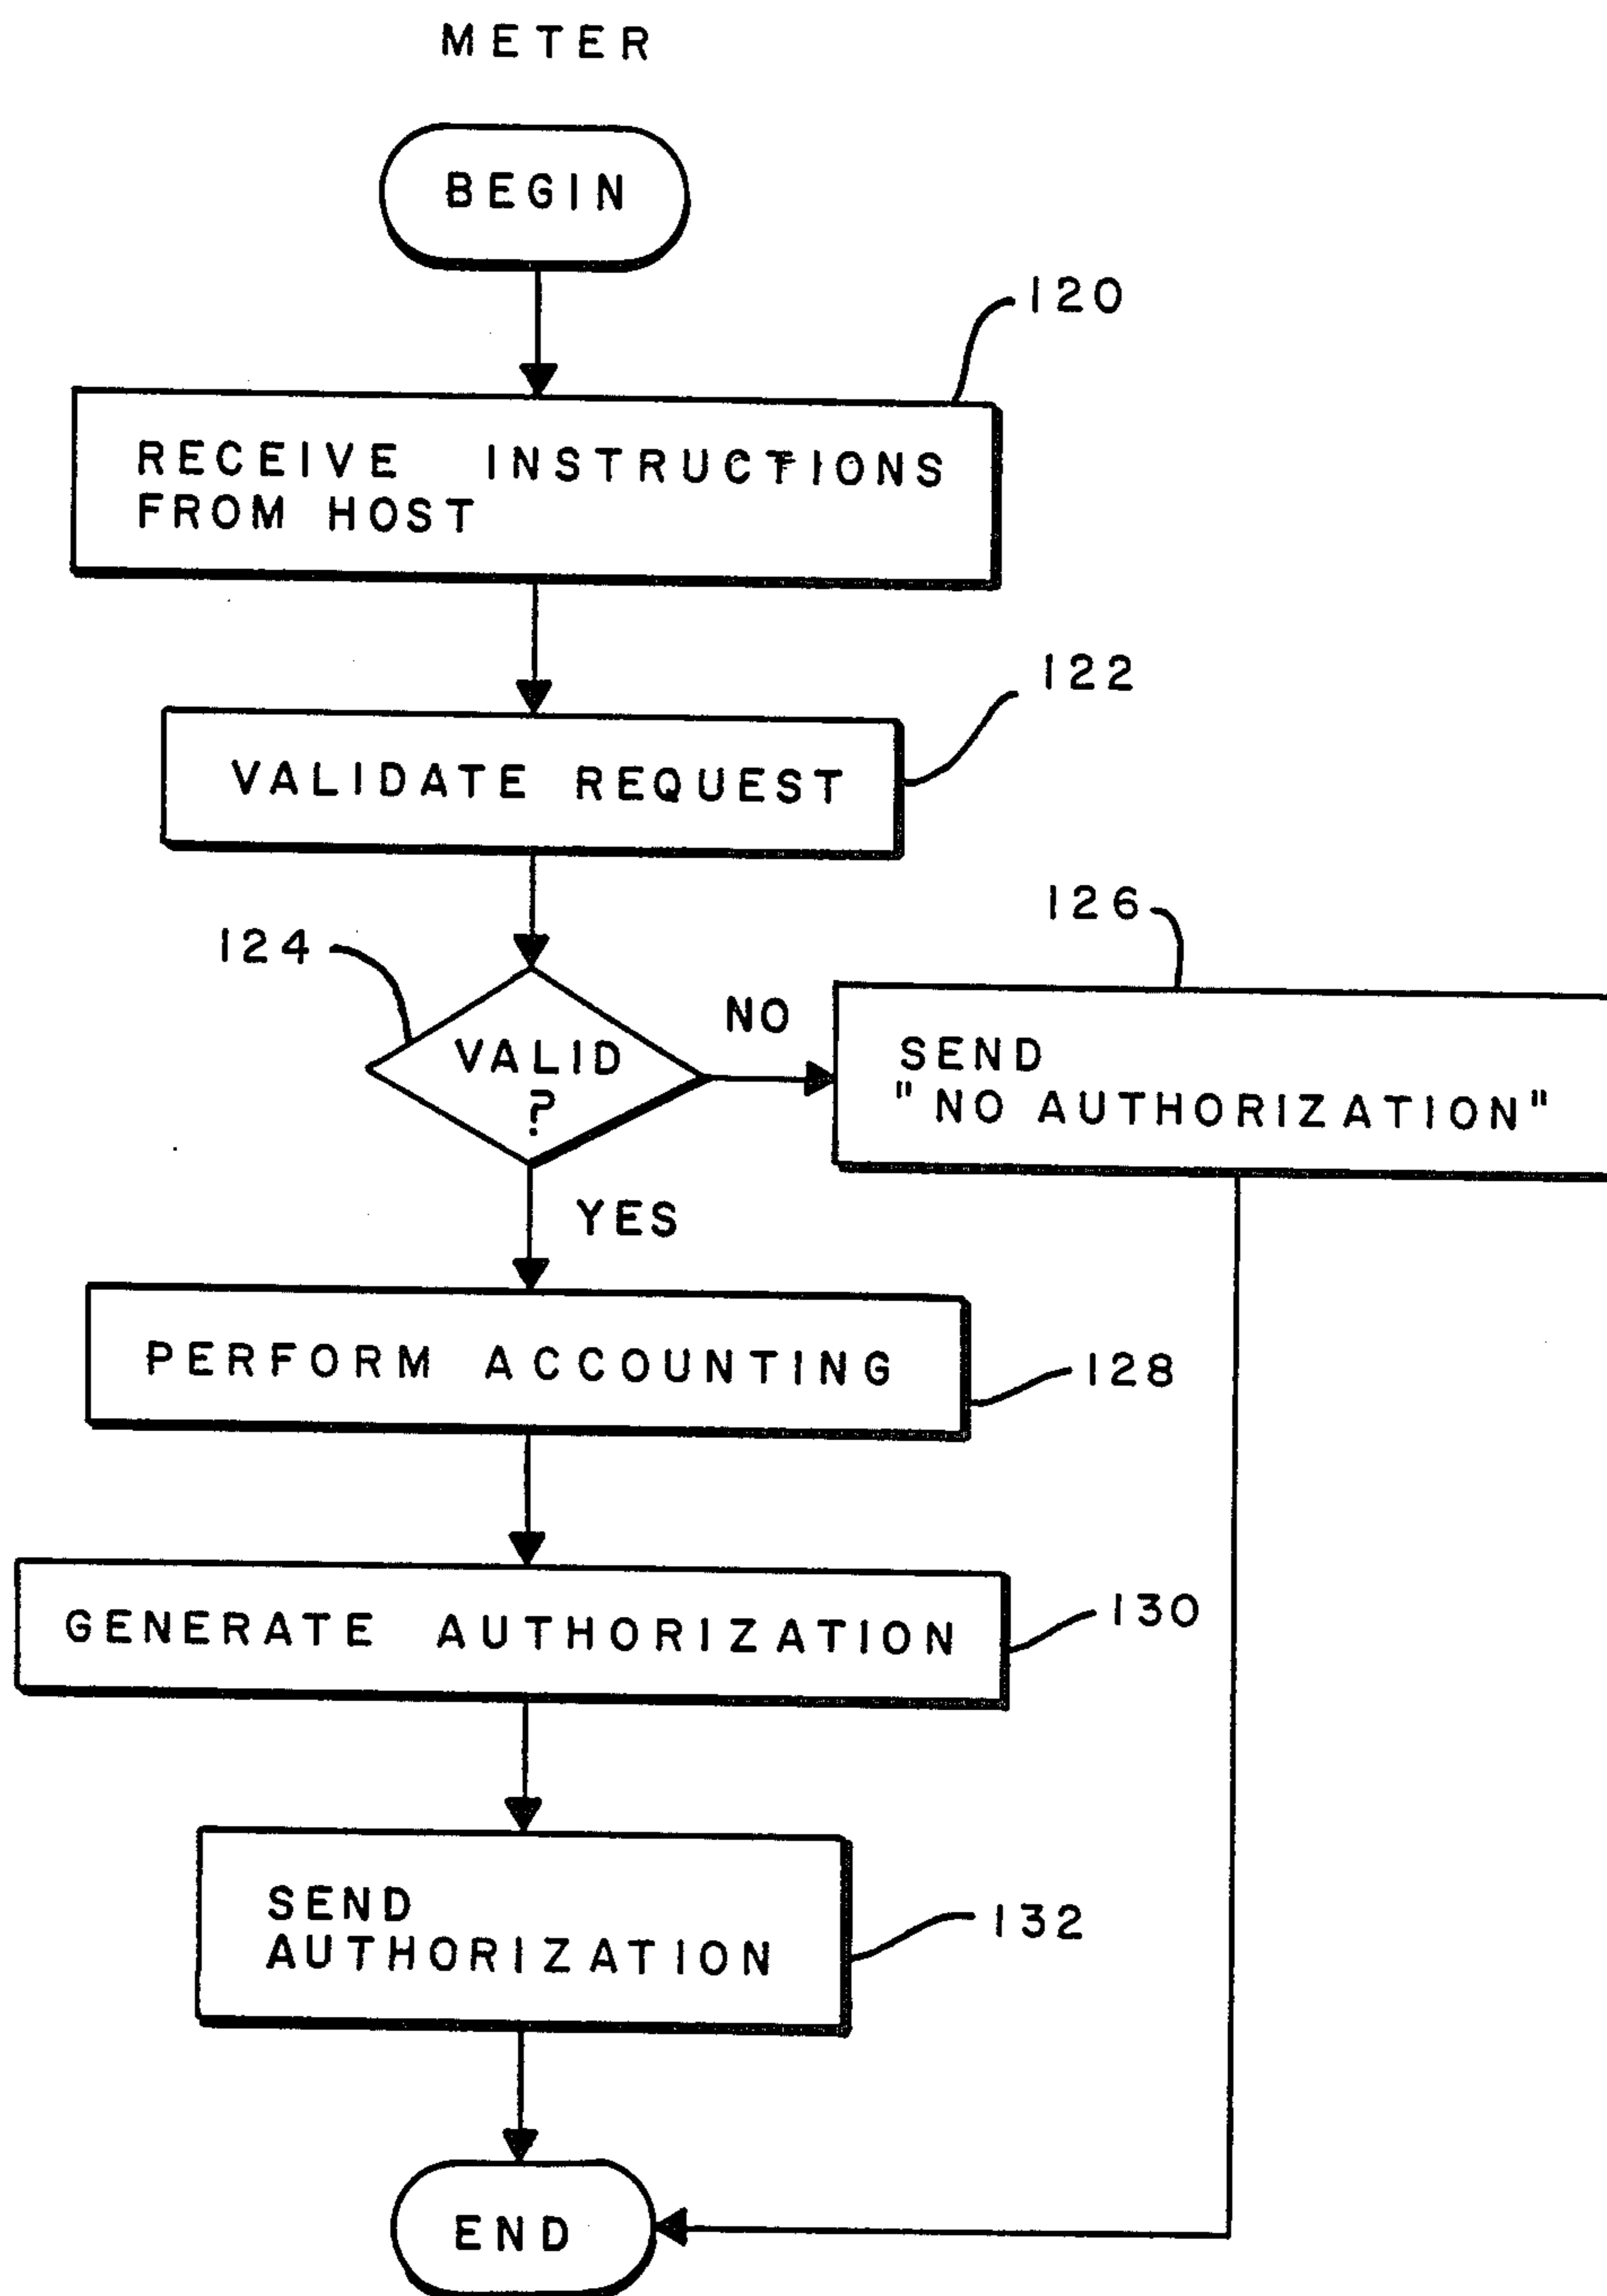 METER
BEGIN
120
RECEIVE INSTRUCTIONS
FROM HOST
122
VALIDATE REQUEST
126
124
VALID
?
NO
SEND
"NO AUTHORIZATION"
YES
PERFORM ACCOUNTING
128
GENERATE AUTHORIZATION
130
SEND
AUTHORIZATION
132
END